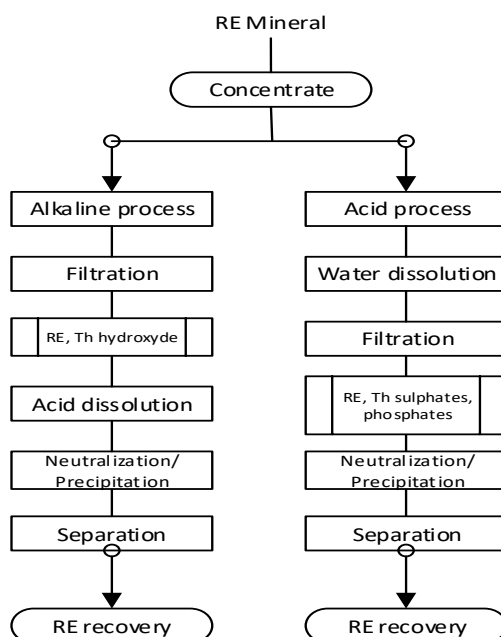 RE Mineral
Concentrate
Alkaline process
Filtration
RE, Th hydroxyde
Acid dissolution
Neutralization/
Precipitation
Separation
RE recovery
Acid process
Water dissolution
Filtration
RE, Th sulphates,
phosphates
Neutralization/
Precipitation
Separation
RE recovery